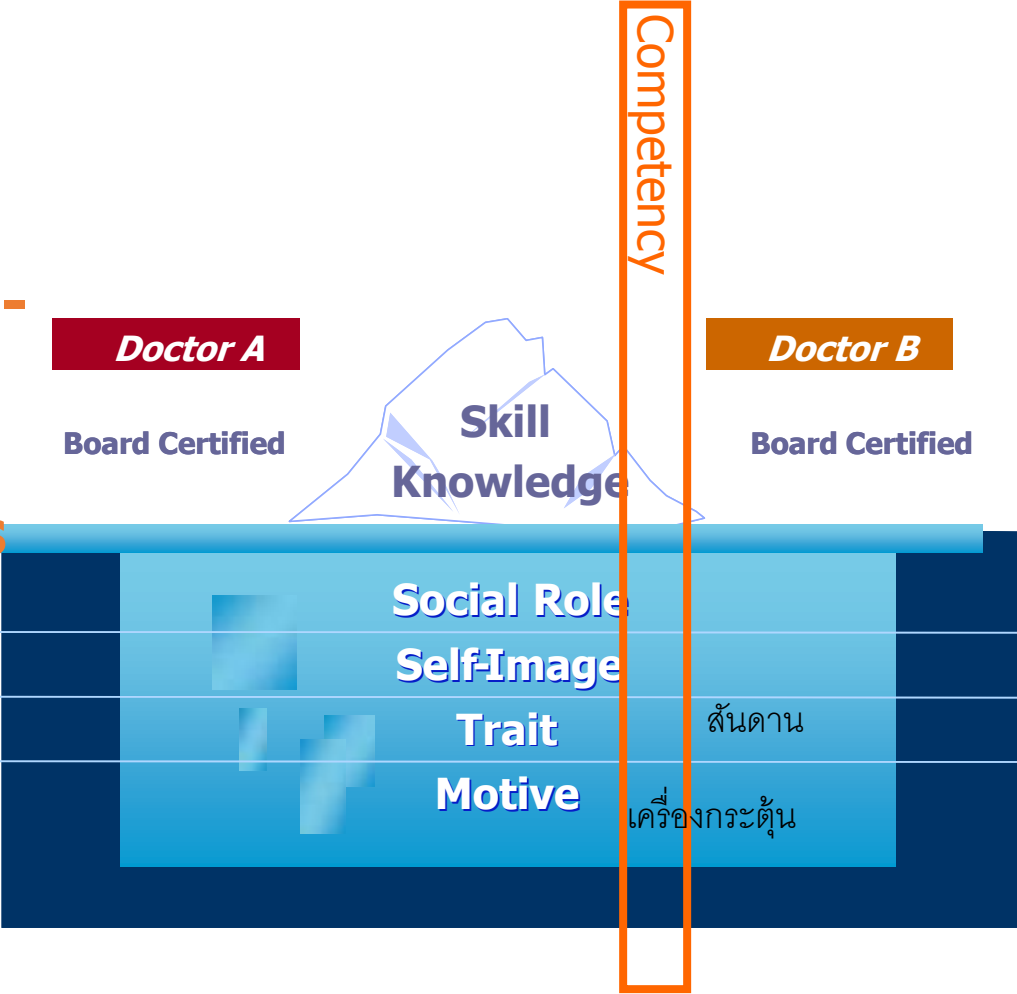 Competency
Doctor A
Doctor B
Board Certified
Skill
Knowledge
Board Certified
Social Role
Self-Image
Trait
สันดาน
Motive
เครื่องกระตุ้น